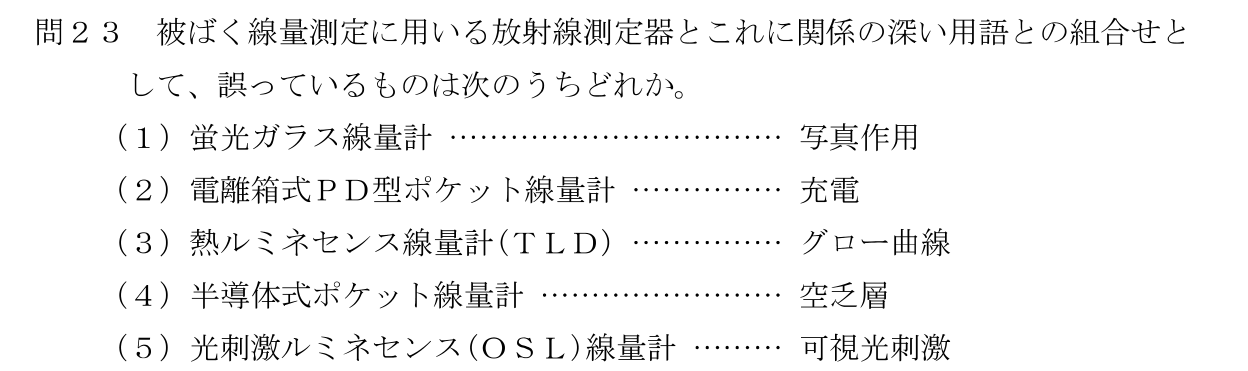 問２３　被ばく線量測定に用いる放射線測定器とこれに関係の深い用語との組合せと
して、誤っているものは次のうちどれか。
（１）蛍光ガラス線量計 ……………………………… 写真作用
（２）電離箱式ＰＤ型ポケット線量計 …………… 充電
（３）熱ルミネセンス線量計(ＴＬＤ) …………… グロー曲線
（４）半導体式ポケット線量計 …………………… 空乏層
（５）光刺激ルミネセンス(ＯＳＬ)線量計 ……… 可視光刺激